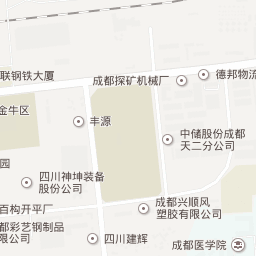 联钢铁大厦
成都探矿机械厂
德邦物流
金牛区
丰源
中储股份成都
天二分公司
园
四川神坤装备
股份公司
百构开平厂
成都兴顺风
塑胶有限公司
都彩艺钢制品
有限公司
四川建辉
成都医学院